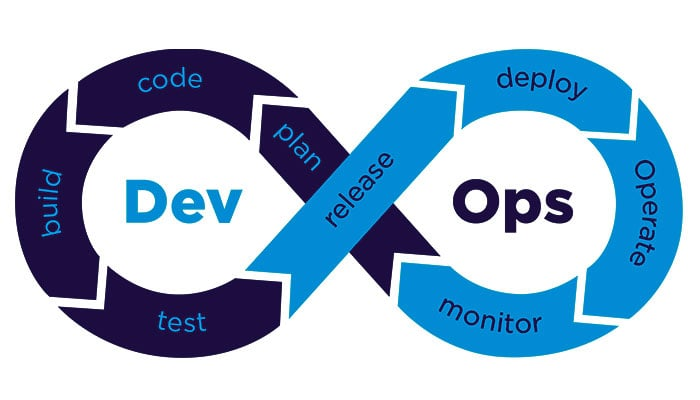 code
plan
build
Dev
test
release
deploy
Ops
Operate
monitor